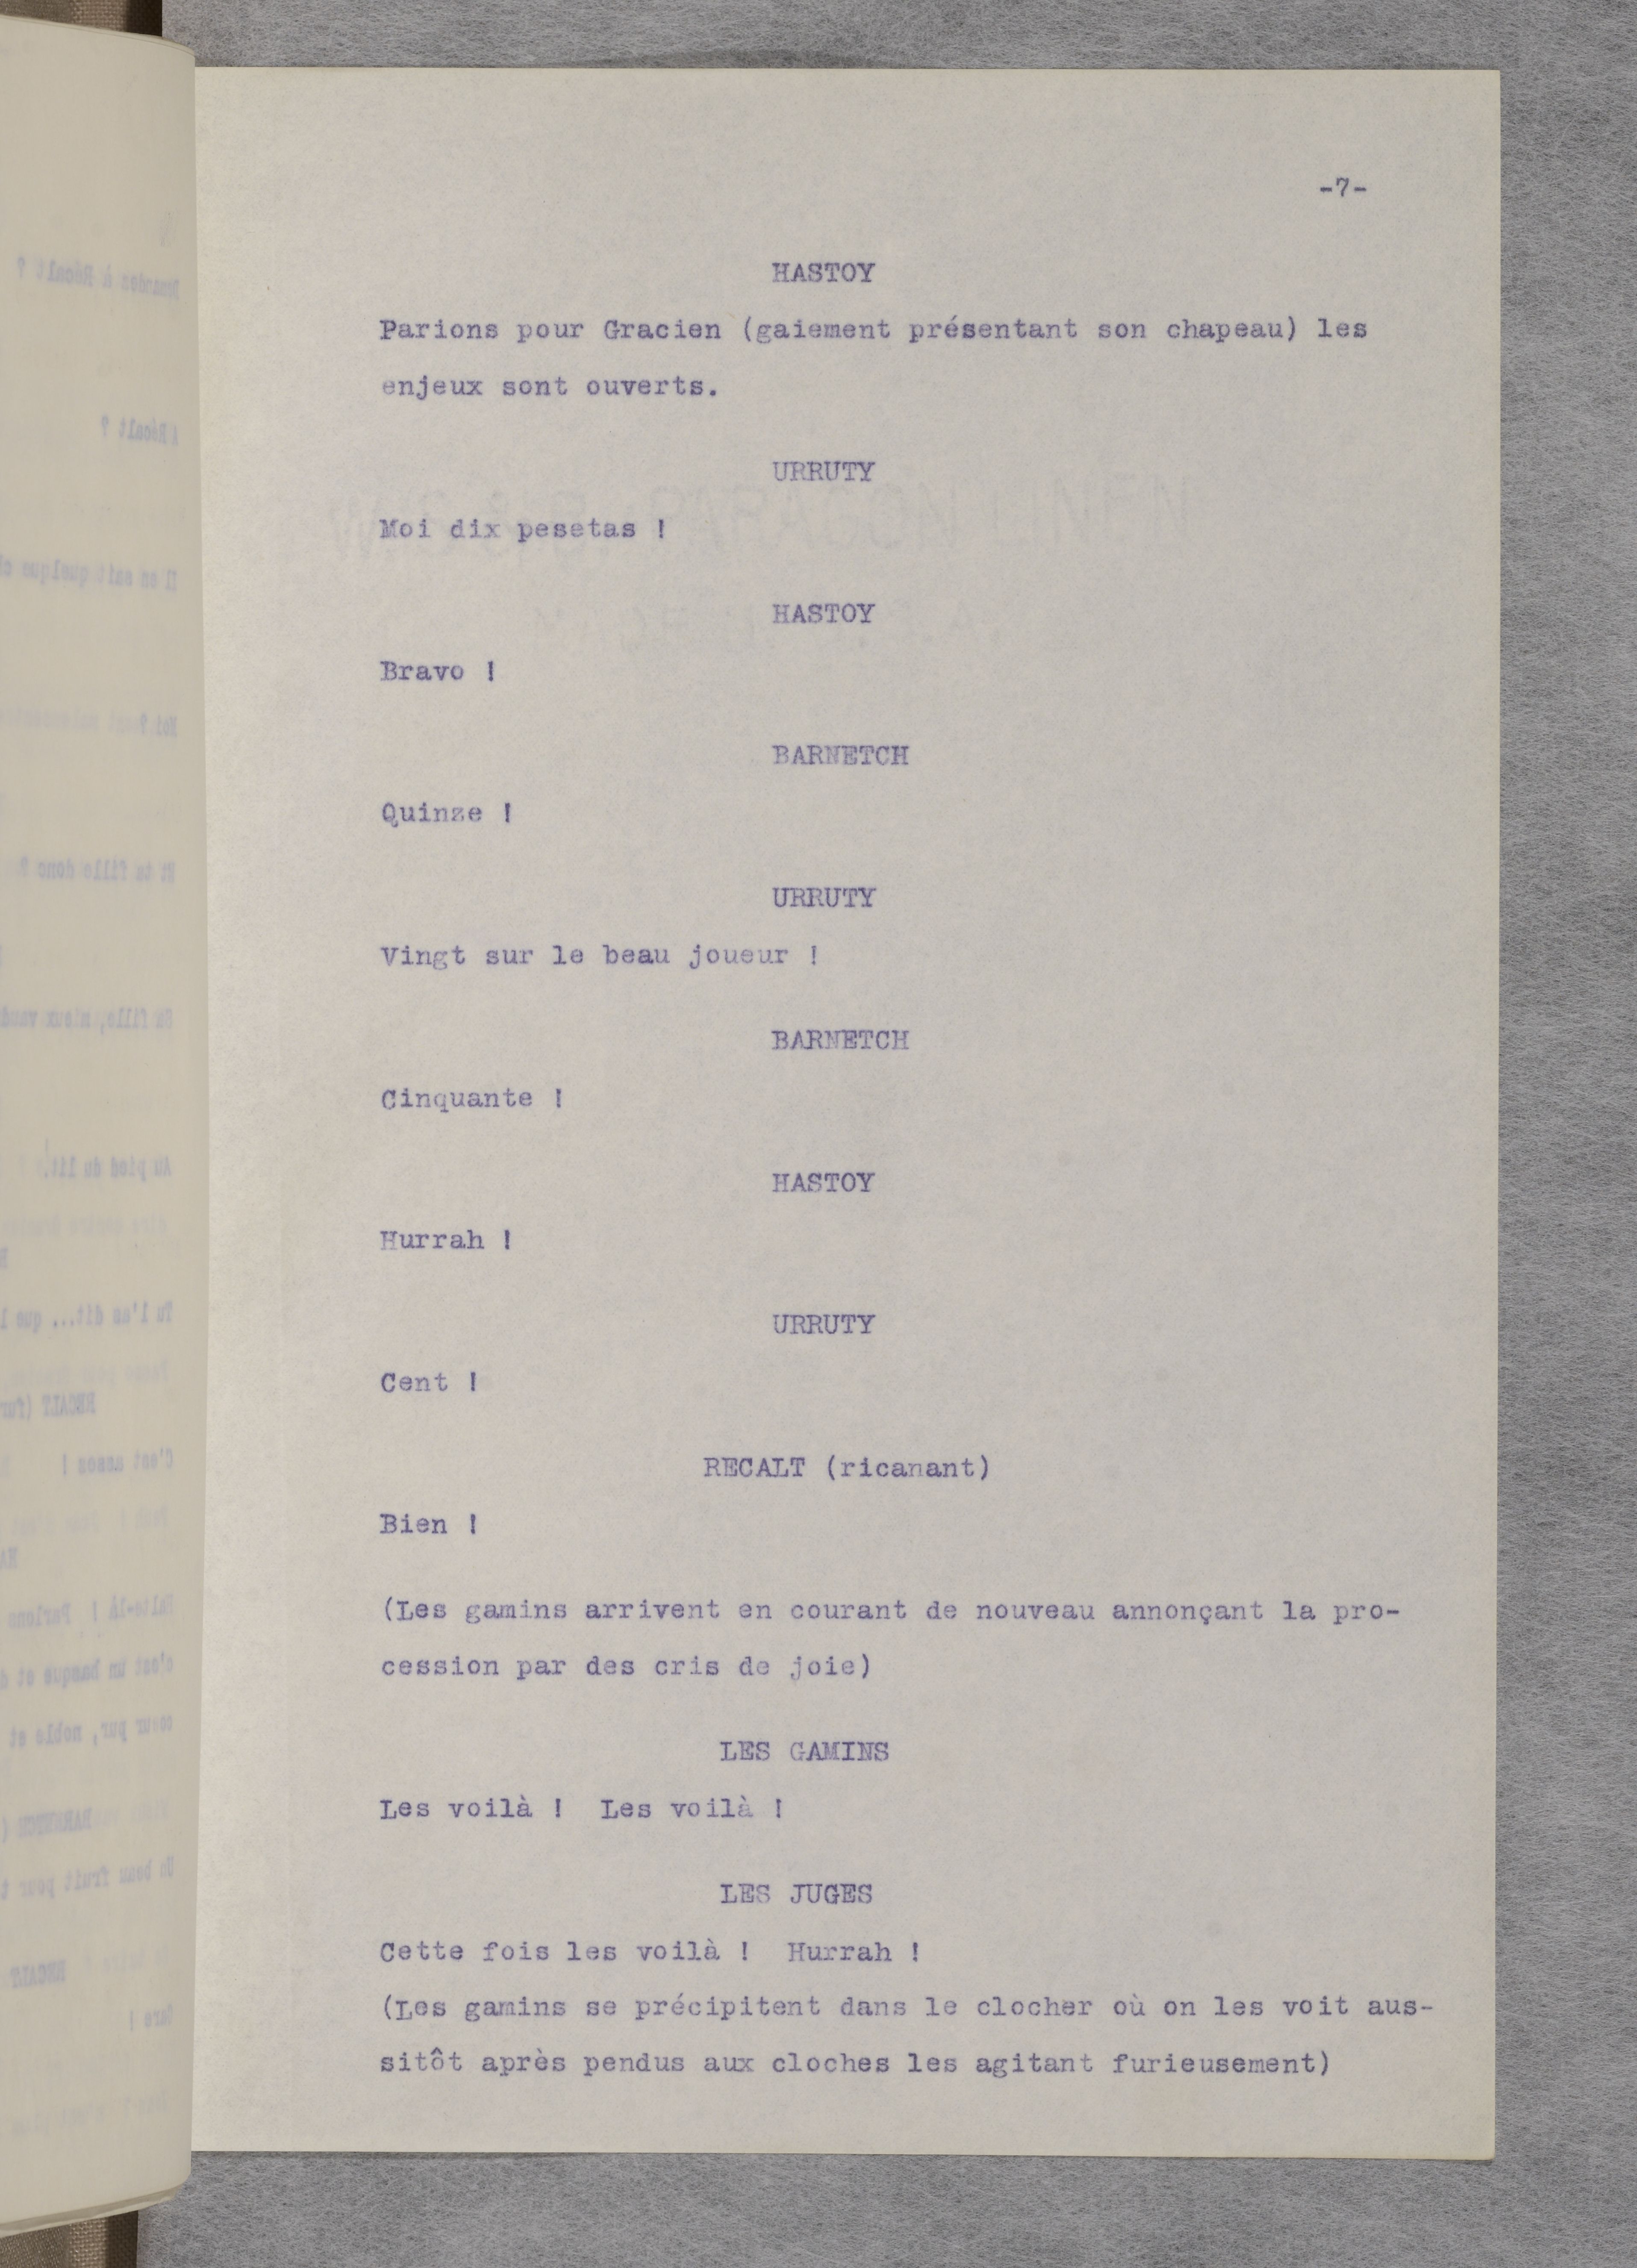 -7-
HASTOY
Parions pour Gracien (gaiement présentant son chapeau) les
enjeux sont ouverts.
URRUTY
Moi dix pesetas !
HASTOY
Bravo !
BARNETCH
Quinze !
URRUTY
Vingt sur le beau joueur !
BARNETCH
Cinquante !
HASTOY
Hurrah !
URRUTY
Cent !
RECALT (ricanant)
Bien !
(Les gamins arrivent en courant de nouveau annonçant la pro-
cession par des cris de joie)
LES GAMINS
Les voilà !  Les voilà !
LES JUGES
Cette fois les voilà !  Hurrah !
(Les gamins se précipitent dans le clocher où on les voit aus-
sitôt après pendus aux cloches les agitant furieusement)